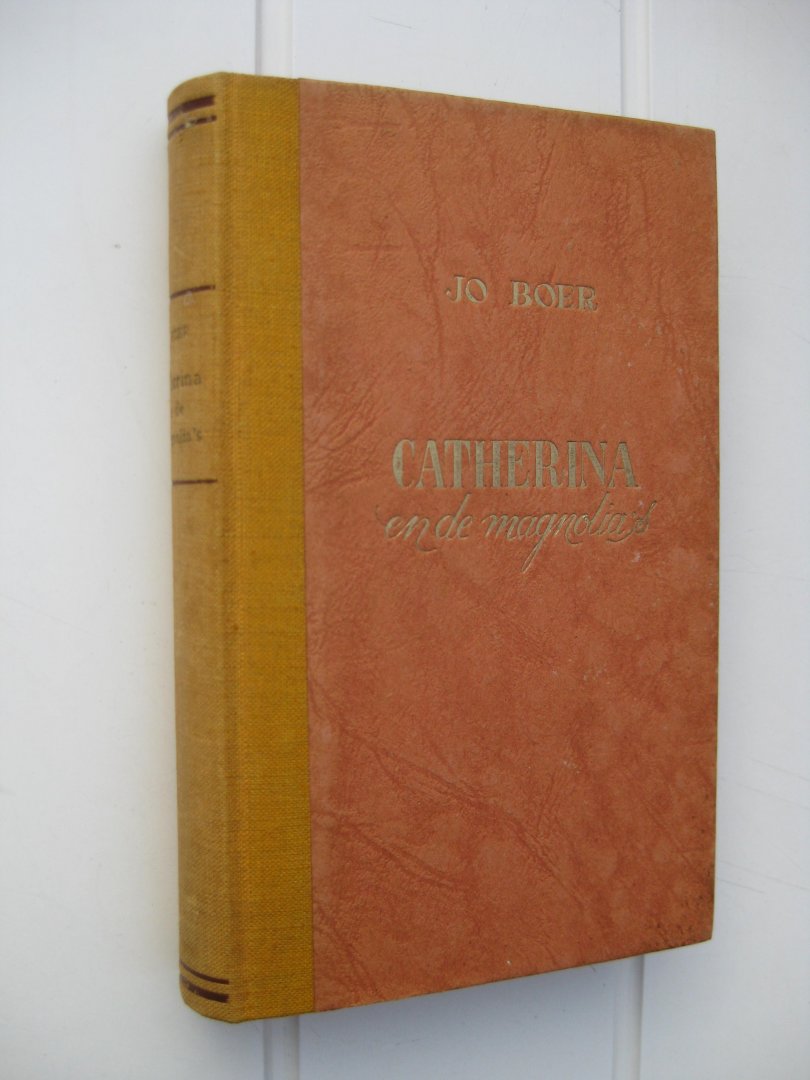 JO BOER
CATHERINA
en de magnolia's